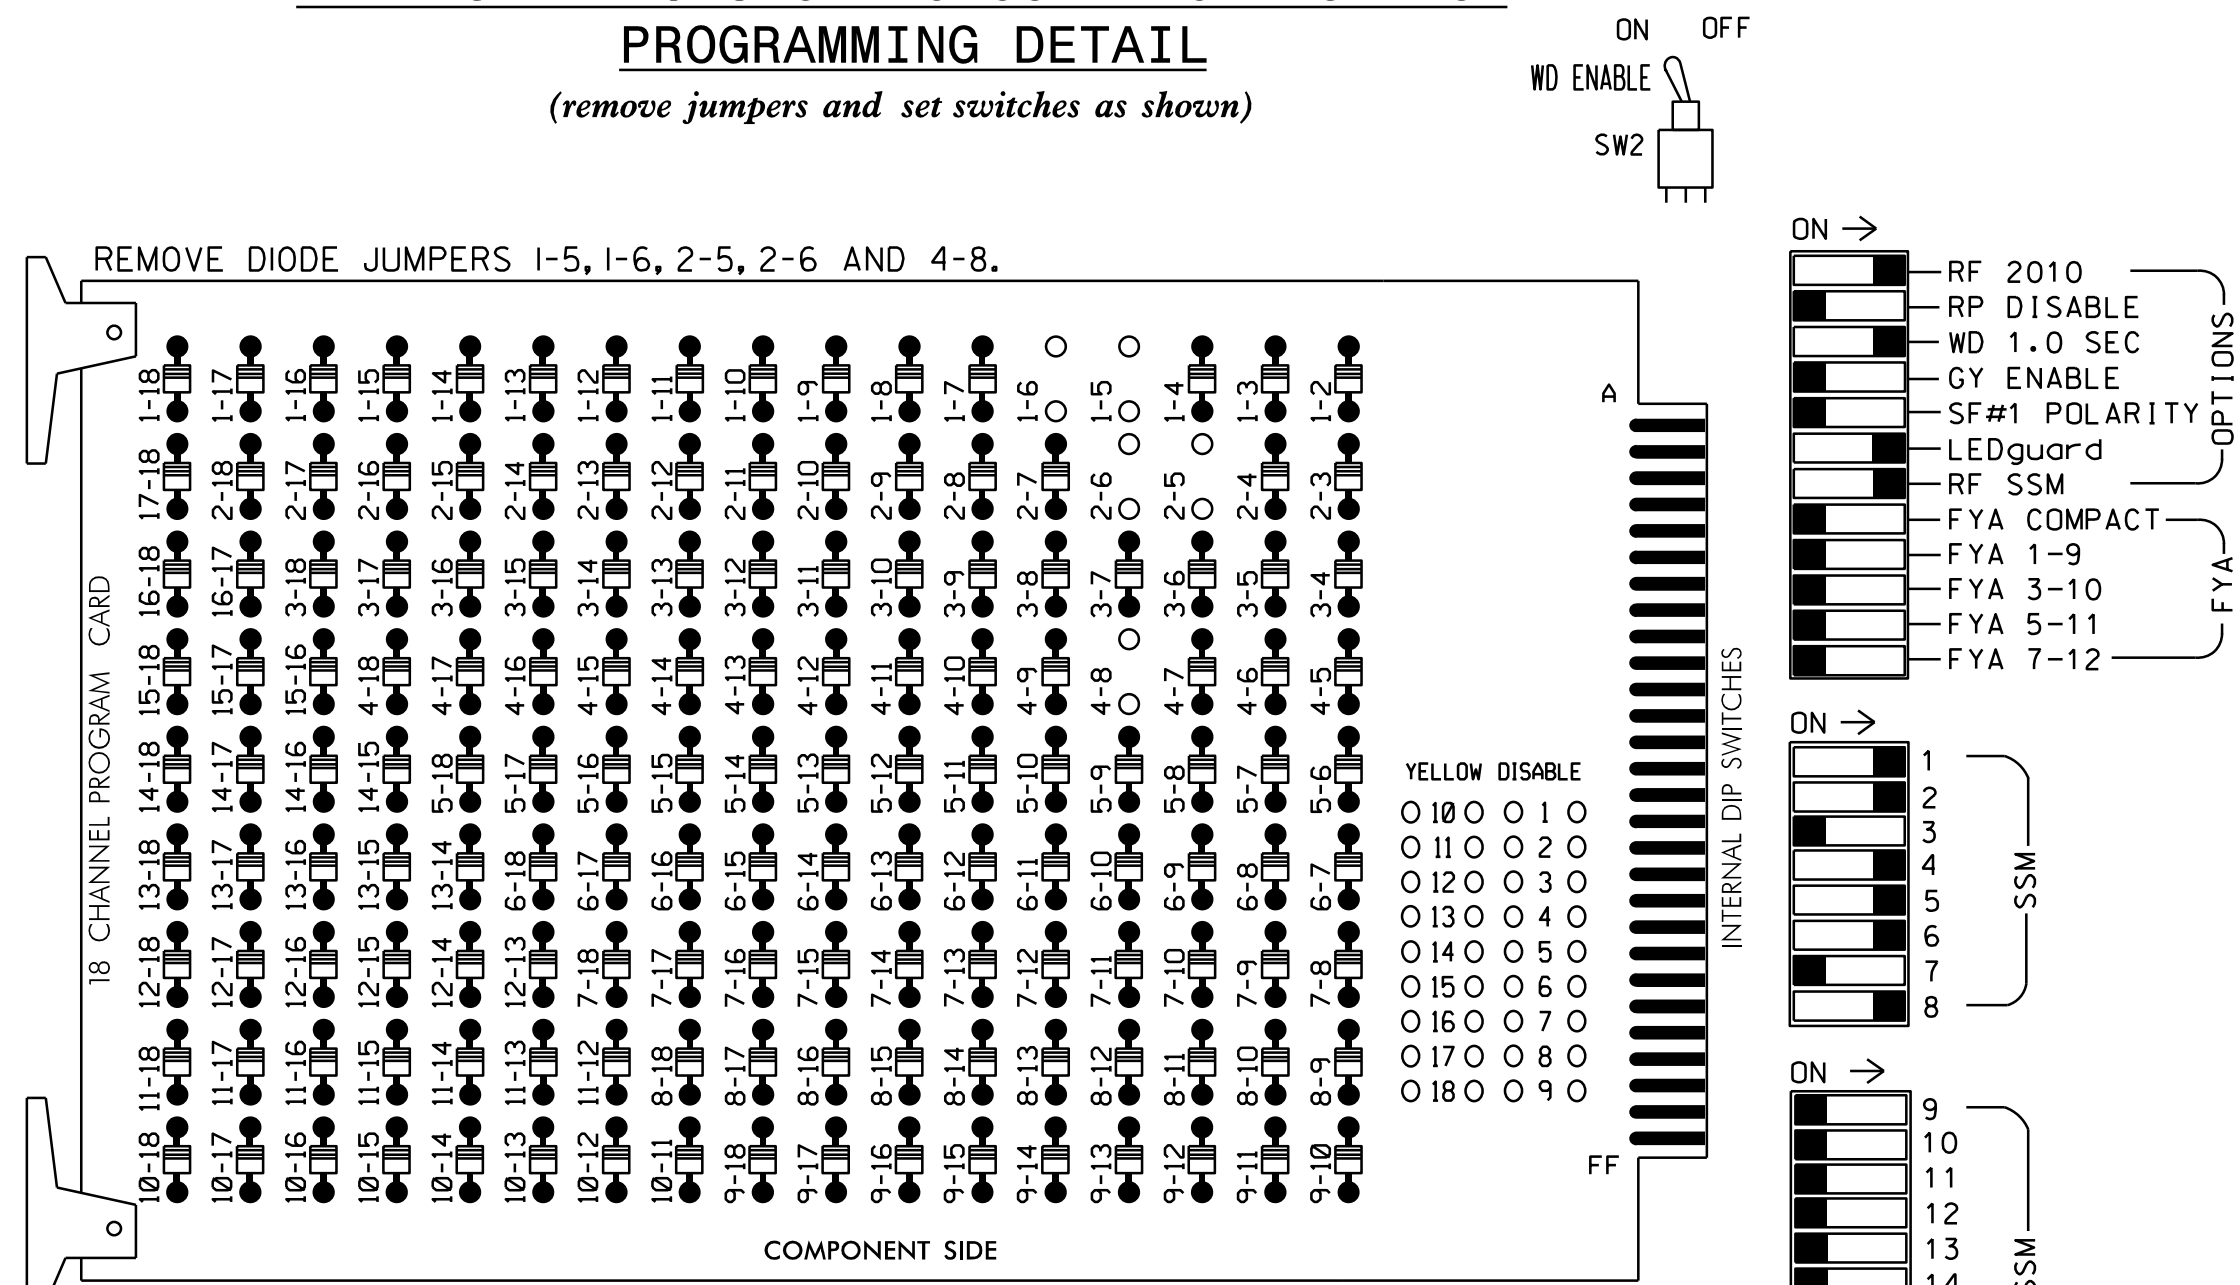 PROGRAMMING DETAIL
(remove jumpers and set switches as shown)
ON OFF
WD ENABLE
SW2
REMOVE DIODE JUMPERS 1-5, 1-6, 2-5, 2-6 AND 4-8.
18 CHANNEL PROGRAM CARD
1-18 1-17 1-16 1-15 1-14 1-13 1-12 1-11 1-10 1-9 1-8 1-7 1-6 1-5 1-4 1-3 1-2
17-18 2-18 2-17 2-16 2-15 2-14 2-13 2-12 2-11 2-10 2-9 2-8 2-7 2-6 2-5 2-4 2-3
16-18 16-17 3-18 3-17 3-16 3-15 3-14 3-13 3-12 3-11 3-10 3-9 3-8 3-7 3-6 3-5 3-4
15-18 15-17 15-16 4-18 4-17 4-16 4-15 4-14 4-13 4-12 4-11 4-10 4-9 4-8 4-7 4-6 4-5
14-18 14-17 14-16 14-15 5-18 5-17 5-16 5-15 5-14 5-13 5-12 5-11 5-10 5-9 5-8 5-7 5-6
13-18 13-17 13-16 13-15 13-14 6-18 6-17 6-16 6-15 6-14 6-13 6-12 6-11 6-10 6-9 6-8 6-7
12-18 12-17 12-16 12-15 12-14 12-13 7-18 7-17 7-16 7-15 7-14 7-13 7-12 7-11 7-10 7-9 7-8
11-18 11-17 11-16 11-15 11-14 11-13 11-12 8-18 8-17 8-16 8-15 8-14 8-13 8-12 8-11 8-10 8-9
10-18 10-17 10-16 10-15 10-14 10-13 10-12 10-11 9-18 9-17 9-16 9-15 9-14 9-13 9-12 9-11 9-10
COMPONENT SIDE
YELLOW DISABLE
10 1
11 2
12 3
13 4
14 5
15 6
16 7
17 8
18 9
A
FF
INTERNAL DIP SWITCHES
ON
RF 2010
RP DISABLE
WD 1.0 SEC
GY ENABLE
SF#1 POLARITY
LEDguard
RF SSM
OPTIONS
FYA COMPACT
FYA 1-9
FYA 3-10
FYA 5-11
FYA 7-12
FYA
ON
1
2
3
4
5
6
7
8
SSM
ON
9
10
11
12
13
14
SSM